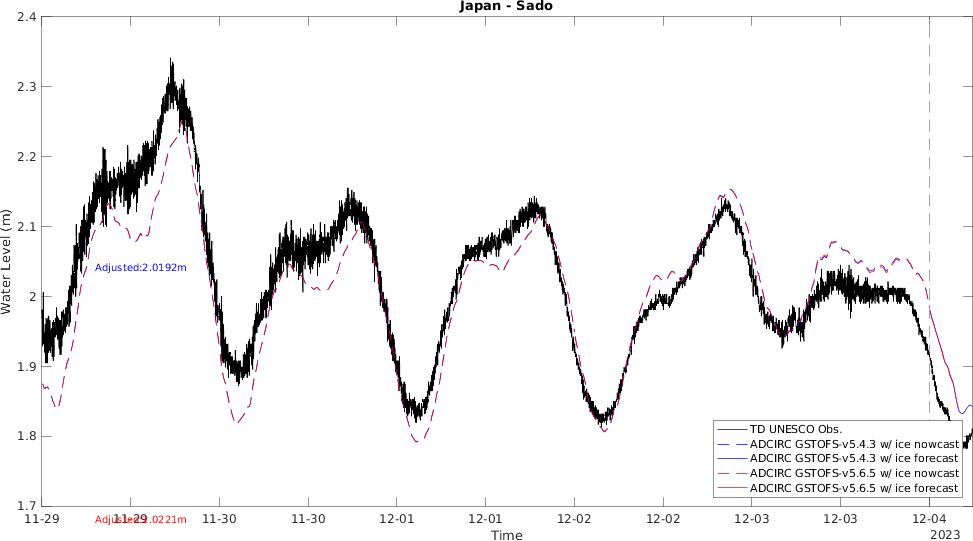 Japan - Sado
2.4
2.3
2.2
2.1
2
1.9
1.8
1.7
Water Level (m)
Adjusted:2.0192m
TD UNESCO Obs.
ADCIRC GSTOFS-v5.4.3 w/ ice nowcast
ADCIRC GSTOFS-v5.4.3 w/ ice forecast
ADCIRC GSTOFS-v5.6.5 w/ ice nowcast
ADCIRC GSTOFS-v5.6.5 w/ ice forecast
11-29 11-29 11-30 11-30 12-01 12-01 12-02 12-02 12-03 12-03 12-04
Adjusted:2.0221m
Time
2023